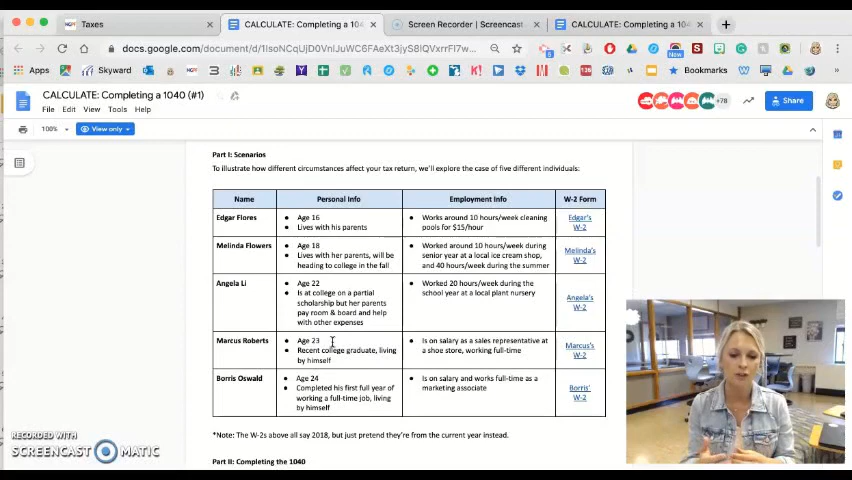 Taxes
CALCULATE: Completing a 1040
Screen Recorder | Screencast
CALCULATE: Completing a 1040
docs.google.com/document/d/1IsoNCqUjD0VnIJuWC6FAeXt3jyS8IQVxrrFI7w...
Apps
Skyward
Bookmarks
CALCULATE: Completing a 1040 (#1)
File Edit View Tools Help
+78
Share
100%
View only
Part I: Scenarios
To illustrate how different circumstances affect your tax return, we'll explore the case of five different individuals:
Name Personal Info Employment Info W-2 Form
Edgar Flores
● Age 16
● Lives with his parents
● Works around 10 hours/week cleaning
pools for $15/hour
Edgar's
W-2
Melinda Flowers
● Age 18
● Lives with her parents, will be
heading to college in the fall
● Worked around 10 hours/week during
senior year at a local ice cream shop,
and 40 hours/week during the summer
Melinda's
W-2
Angela Li
● Age 22
● Is at college on a partial
scholarship but her parents
pay room & board and help
with other expenses
● Worked 20 hours/week during the
school year at a local plant nursery
Angela's
W-2
Marcus Roberts
● Age 23
● Recent college graduate, living
by himself
● Is on salary as a sales representative at
a shoe store, working full-time
Marcus's
W-2
Borris Oswald
● Age 24
● Completed his first full year of
working a full-time job, living
by himself
● Is on salary and works full-time as a
marketing associate
Borris'
W-2
*Note: The W-2s above all say 2018, but just pretend they're from the current year instead.
Part II: Completing the 1040
RECORDED WITH
SCREENCAST MATIC